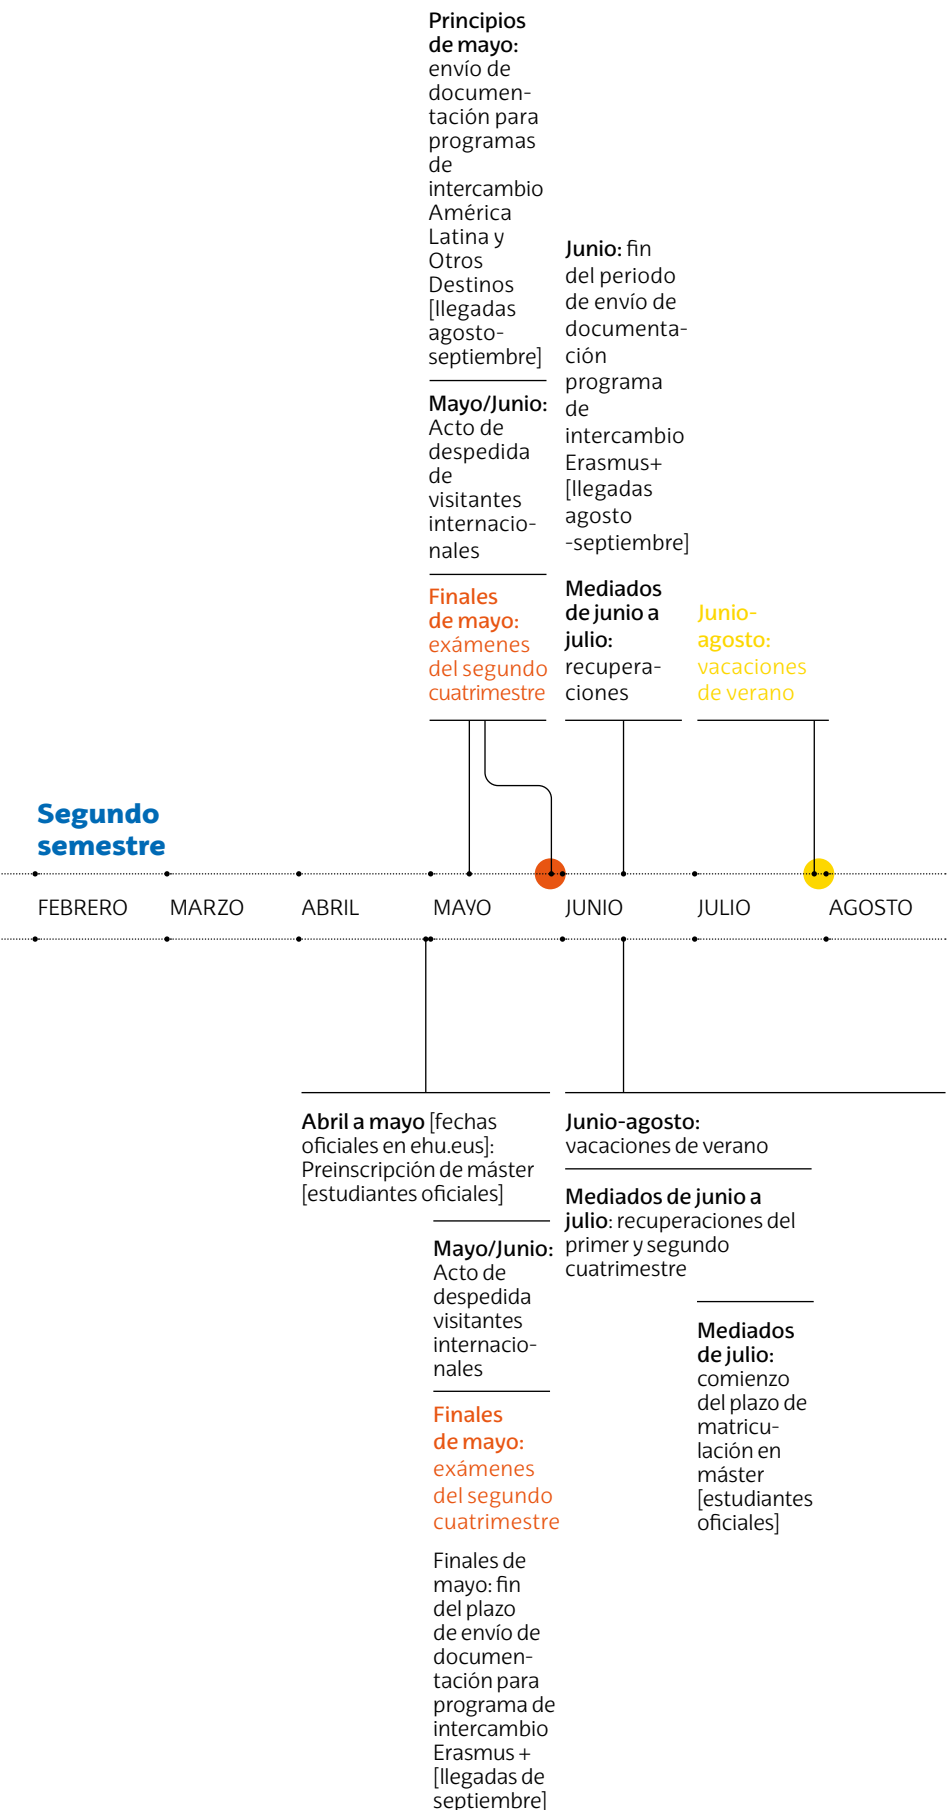 Principios
de mayo:
envío de
documen-
tación para
programas
de
intercambio
América
Latina y
Otros
Destinos
[llegadas
agosto-
septiembre]
Mayo/Junio:
Acto de
despedida
de
visitantes
internacio-
nales
Finales
de mayo:
exámenes
del segundo
cuatrimestre
Junio: fin
del periodo
de envío de
documenta-
ción
programa
de
intercambio
Erasmus+
[llegadas
agosto
-septiembre]
Mediados
de junio a
julio:
recupera-
ciones
Junio-
agosto:
vacaciones
de verano
Segundo
semestre
FEBRERO MARZO ABRIL MAYO JUNIO JULIO AGOSTO
Abril a mayo [fechas
oficiales en ehu.eus]:
Preinscripción de máster
[estudiantes oficiales]
Mayo/Junio:
Acto de
despedida
visitantes
internacio-
nales
Finales
de mayo:
exámenes
del segundo
cuatrimestre
Finales de
mayo: fin
del plazo
de envío de
documen-
tación para
programa de
intercambio
Erasmus +
[llegadas de
septiembre]
Junio-agosto:
vacaciones de verano
Mediados de junio a
julio: recuperaciones del
primer y segundo
cuatrimestre
Mediados
de julio:
comienzo
del plazo de
matricu-
lación en
máster
[estudiantes
oficiales]